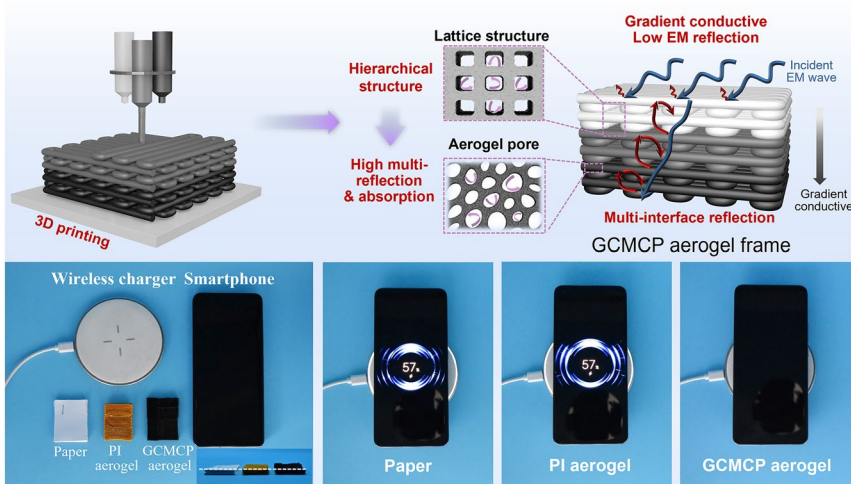 Gradient conductive
Low EM reflection
Lattice structure
Incident
EM wave
Hierarchical
structure
Aerogel pore
High multi-
reflection
& absorption
Gradient
conductive
3D printing
Multi-interface reflection
GCMCP aerogel frame
Wireless charger Smartphone
Paper
PI
aerogel
GCMCP
aerogel
57%
Paper
57%
PI aerogel
GCMCP aerogel